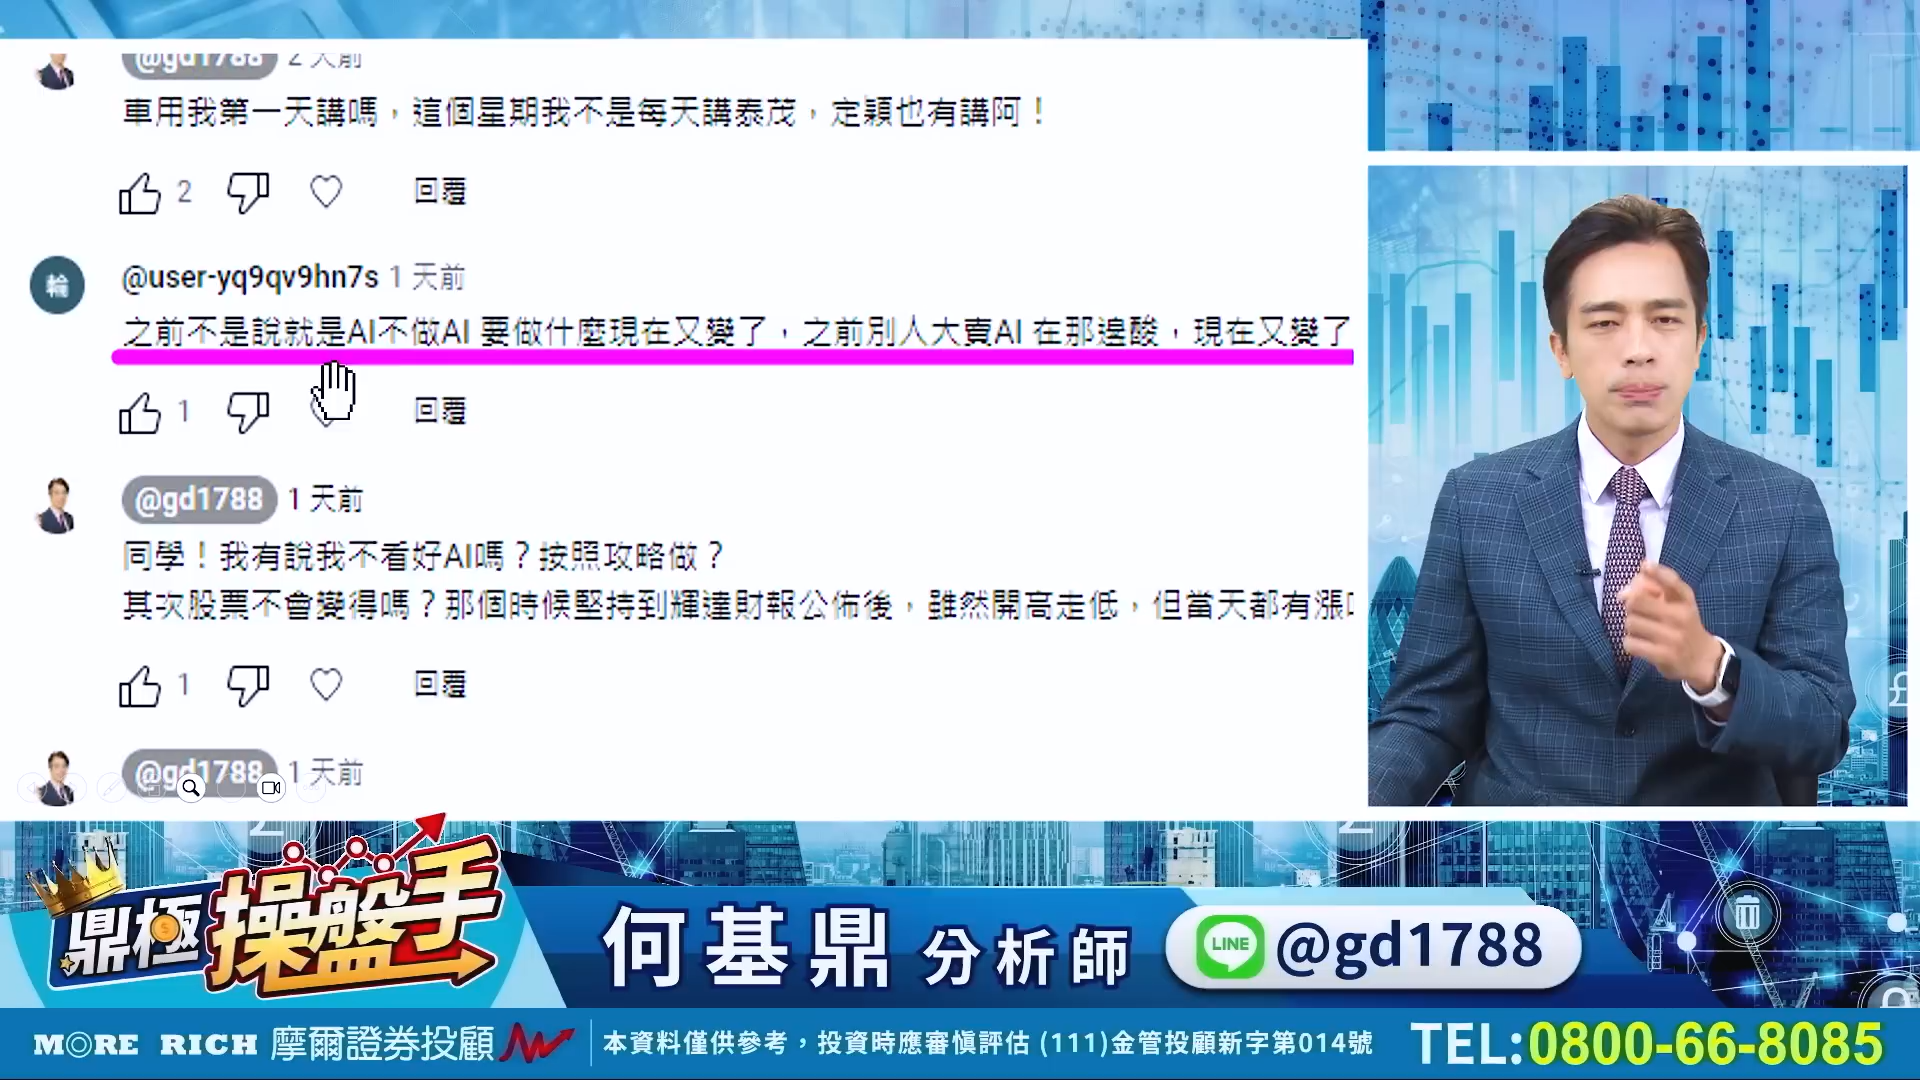 @gd1788 2 天前
車用我第一天講嗎，這個星期我不是每天講泰茂，定穎也有講阿！
2 回覆
輪
@user-yq9qv9hn7s 1 天前
之前不是說就是AI不做AI 要做什麼現在又變了，之前別人大賣AI 在那邊酸，現在又變了
1 回覆
@gd1788 1 天前
同學！我有說我不看好AI嗎？按照攻略做？
其次股票不會變得嗎？那個時候堅持到輝達財報公佈後，雖然開高走低，但當天都有漲
1 回覆
@gd1788 1 天前
鼎極操盤手
何基鼎 分析師
LINE @gd1788
MORE RICH 摩爾證券投顧
本資料僅供參考，投資時應審慎評估 (111)金管投顧新字第014號
TEL:0800-66-8085